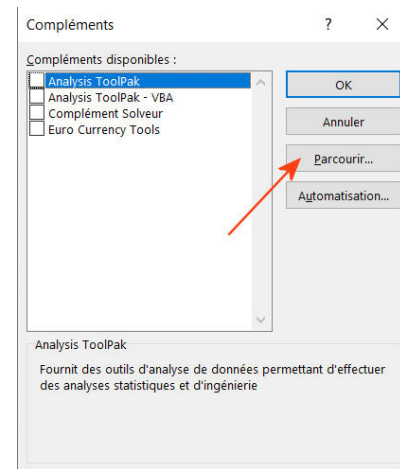 Compléments
?
Compléments disponibles :
Analysis ToolPak
Analysis ToolPak - VBA
Complément Solveur
Euro Currency Tools
OK
Annuler
Parcourir...
Automatisation...
Analysis ToolPak
Fournit des outils d'analyse de données permettant d'effectuer
des analyses statistiques et d'ingénierie